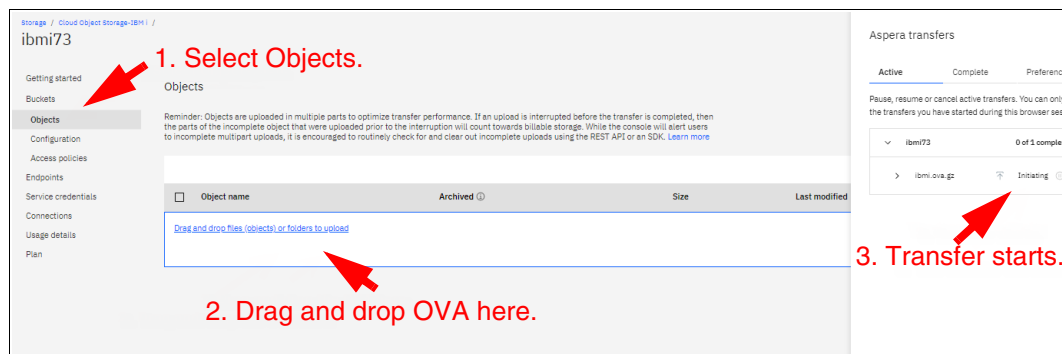 Storage / Cloud Object Storage-IBM i /
ibmi73
1. Select Objects.
Getting started
Buckets
Objects
Configuration
Access policies
Endpoints
Service credentials
Connections
Usage details
Plan
Objects
Reminder: Objects are uploaded in multiple parts to optimize transfer performance. If an upload is interrupted before the transfer is completed, then
the parts of the incomplete object that were uploaded prior to the interruption will count towards billable storage. While the console will alert users
to incomplete multipart uploads, it is encouraged to routinely check for and clear out incomplete uploads using the REST API or an SDK. Learn more
Object name Archived Size Last modified
Drag and drop files (objects) or folders to upload
2. Drag and drop OVA here.
Aspera transfers
Active Complete Preferenc
Pause, resume or cancel active transfers. You can only
the transfers you have started during this browser ses
ibmi73 0 of 1 comple
ibmi.ova.gz Initiating
3. Transfer starts.